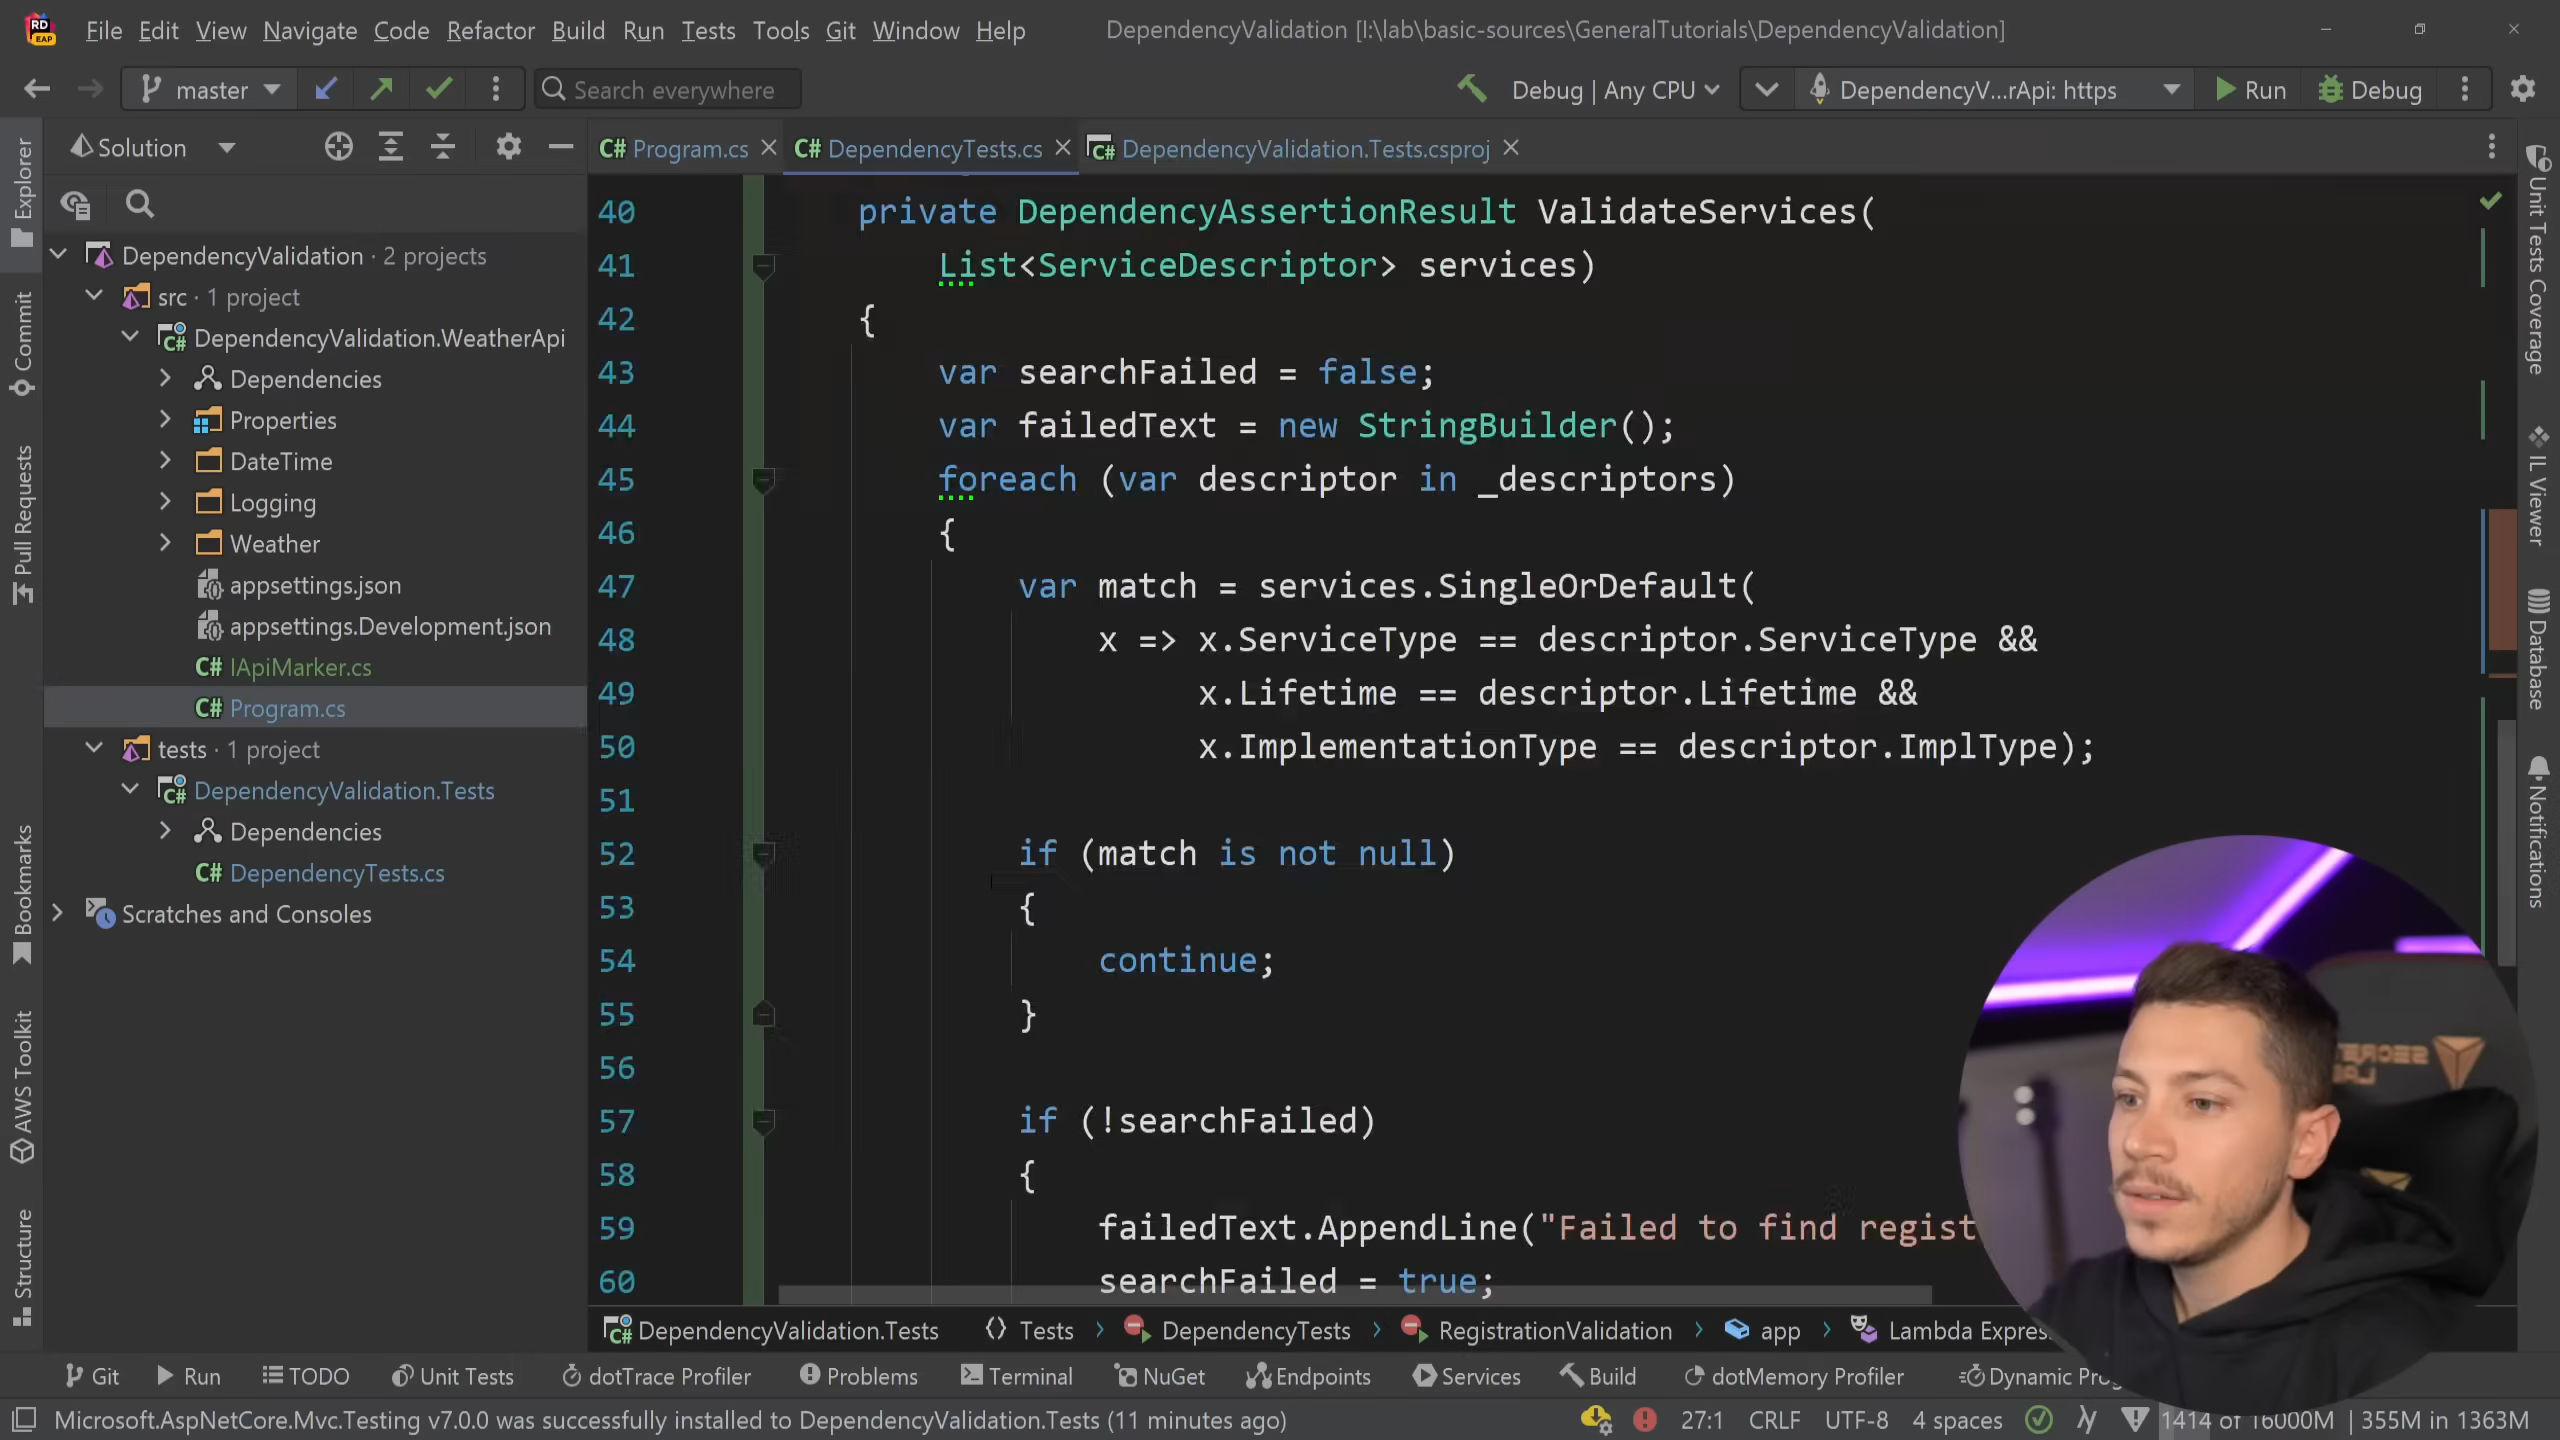 RD
EAP
File Edit View Navigate Code Refactor Build Run Tests Tools Git Window Help
DependencyValidation [I:\lab\basic-sources\GeneralTutorials\DependencyValidation]
master
Search everywhere
Debug | Any CPU
DependencyV...rApi: https
Run
Debug
Explorer
Commit
Pull Requests
Bookmarks
AWS Toolkit
Structure
Solution
DependencyValidation · 2 projects
src · 1 project
DependencyValidation.WeatherApi
Dependencies
Properties
DateTime
Logging
Weather
appsettings.json
appsettings.Development.json
C# IApiMarker.cs
C# Program.cs
tests · 1 project
DependencyValidation.Tests
Dependencies
C# DependencyTests.cs
Scratches and Consoles
C# Program.cs
C# DependencyTests.cs
DependencyValidation.Tests.csproj
40 private DependencyAssertionResult ValidateServices(
41 List<ServiceDescriptor> services)
42 {
43 var searchFailed = false;
44 var failedText = new StringBuilder();
45 foreach (var descriptor in _descriptors)
46 {
47 var match = services.SingleOrDefault(
48 x => x.ServiceType == descriptor.ServiceType &&
49 x.Lifetime == descriptor.Lifetime &&
50 x.ImplementationType == descriptor.ImplType);
51
52 if (match is not null)
53 {
54 continue;
55 }
56
57 if (!searchFailed)
58 {
59 failedText.AppendLine("Failed to find regist
60 searchFailed = true;
Unit Tests Coverage
IL Viewer
Database
Notifications
DependencyValidation.Tests
Tests
DependencyTests
RegistrationValidation
app
Lambda Expres
Git
Run
TODO
Unit Tests
dotTrace Profiler
Problems
Terminal
NuGet
Endpoints
Services
Build
dotMemory Profiler
Dynamic Prog
Microsoft.AspNetCore.Mvc.Testing v7.0.0 was successfully installed to DependencyValidation.Tests (11 minutes ago)
27:1
CRLF
UTF-8
4 spaces
1414 of 16000M
355M in 1363M